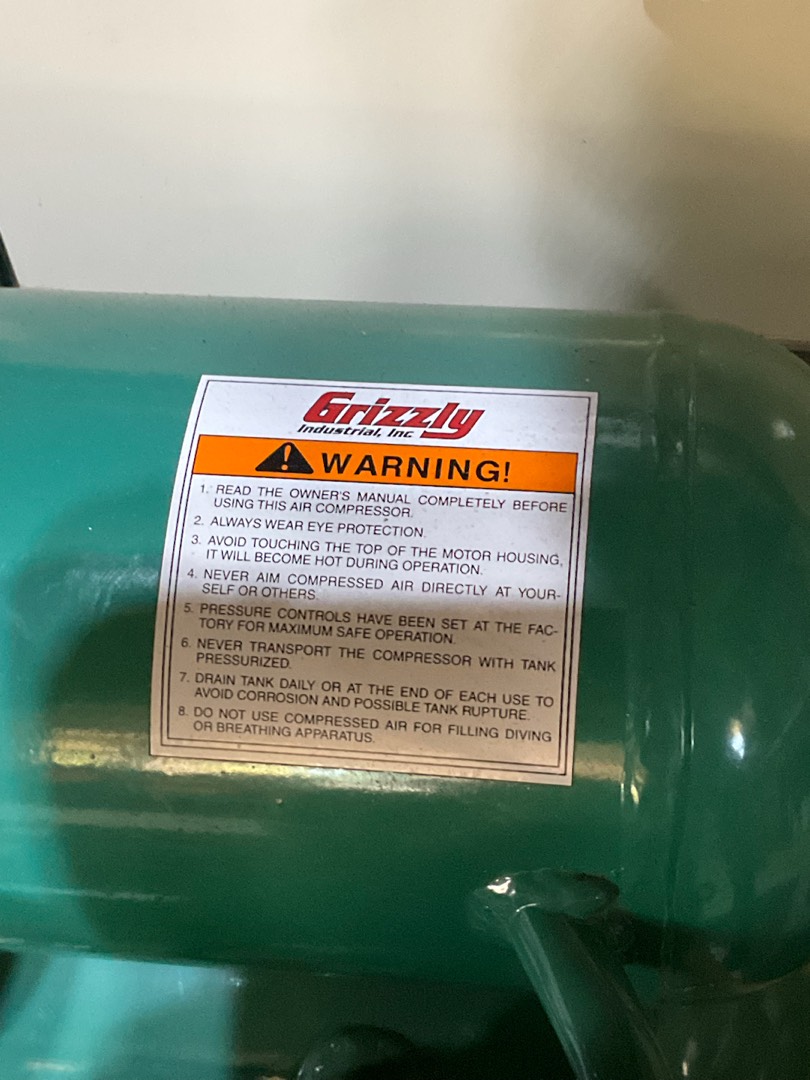 Grizzly
Industrial, Inc.
WARNING!
1. READ THE OWNER'S MANUAL COMPLETELY BEFORE
USING THIS AIR COMPRESSOR.
2. ALWAYS WEAR EYE PROTECTION.
3. AVOID TOUCHING THE TOP OF THE MOTOR HOUSING,
IT WILL BECOME HOT DURING OPERATION.
4. NEVER AIM COMPRESSED AIR DIRECTLY AT YOUR-
SELF OR OTHERS.
5. PRESSURE CONTROLS HAVE BEEN SET AT THE FAC-
TORY FOR MAXIMUM SAFE OPERATION.
6. NEVER TRANSPORT THE COMPRESSOR WITH TANK
PRESSURIZED.
7. DRAIN TANK DAILY OR AT THE END OF EACH USE TO
AVOID CORROSION AND POSSIBLE TANK RUPTURE.
8. DO NOT USE COMPRESSED AIR FOR FILLING DIVING
OR BREATHING APPARATUS.